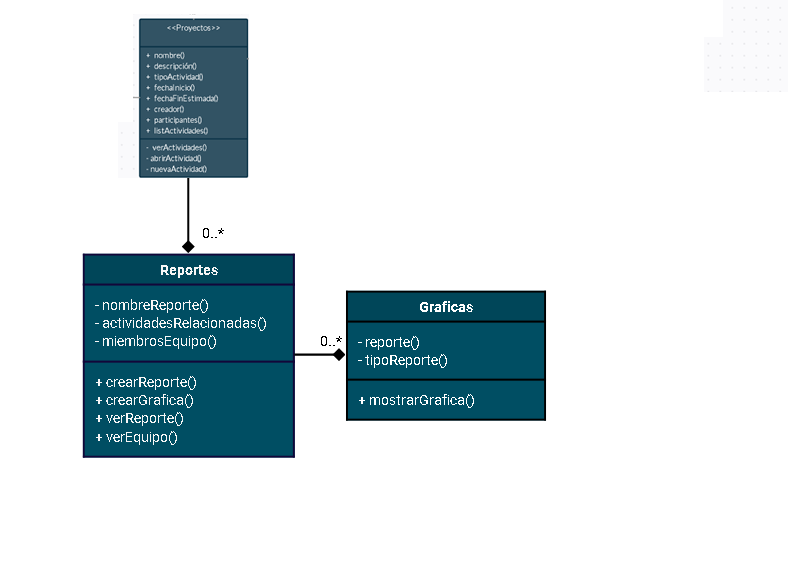 <<Proyectos>>
+ nombre()
+ descripción()
+ tipoActividad()
+ fechaInicio()
+ fechaFinEstimada()
+ creador()
+ participantes()
+ listActividades()
- verActividades()
- abrirActividad()
- nuevaActividad()
0..*
Reportes
- nombreReporte()
- actividadesRelacionadas()
- miembrosEquipo()
+ crearReporte()
+ crearGrafica()
+ verReporte()
+ verEquipo()
0..*
Graficas
- reporte()
- tipoReporte()
+ mostrarGrafica()